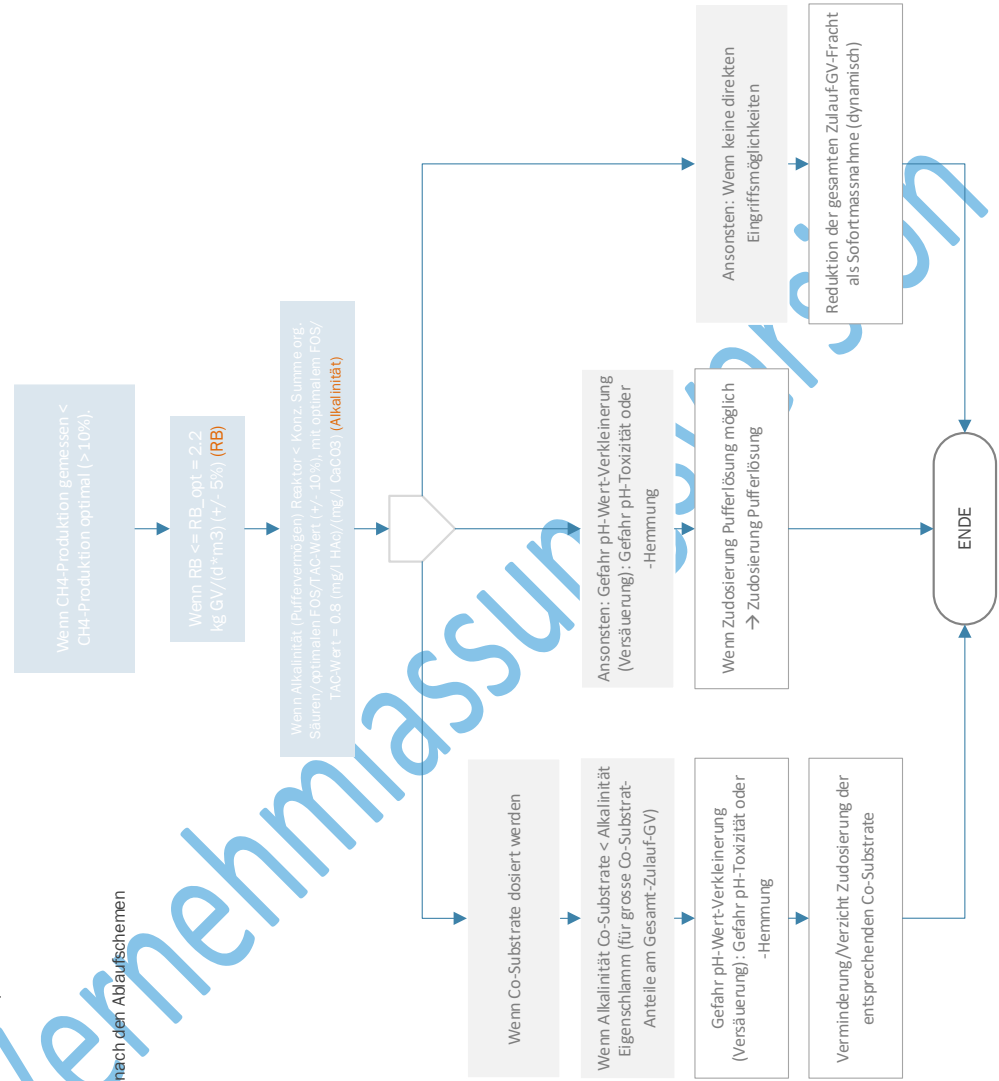 nach den Ablaufschemen
Wenn CH4-Produktion gemessen <
CH4-Produktion optimal (> 10%).
Wenn RB <= RB_opt = 2.2
kg GV/(d*m3) (+/- 5%) (RB)
Wenn Alkalinität (Puffervermögen) Reaktor < Konz. Summe org.
Säuren/optimalen FOS/TAC-Wert (+/- 10%), mit optimalem FOS/
TAC-Wert = 0.8 (mg/l HAc)/(mg/l CaCO3) (Alkalinität)
Wenn Co-Substrate dosiert werden
Wenn Alkalinität Co-Substrate < Alkalinität
Eigenschlamm (für grosse Co-Substrat-
Anteile am Gesamt-Zulauf-GV)
Gefahr pH-Wert-Verkleinerung
(Versäuerung): Gefahr pH-Toxizität oder
-Hemmung
Verminderung/Verzicht Zudosierung der
entsprechenden Co-Substrate
Ansonsten: Gefahr pH-Wert-Verkleinerung
(Versäuerung): Gefahr pH-Toxizität oder
-Hemmung
Wenn Zudosierung Pufferlösung möglich
→ Zudosierung Pufferlösung
Ansonsten: Wenn keine direkten
Eingriffsmöglichkeiten
Reduktion der gesamten Zulauf-GV-Fracht
als Sofortmassnahme (dynamisch)
ENDE
Vernehmlassungsversion